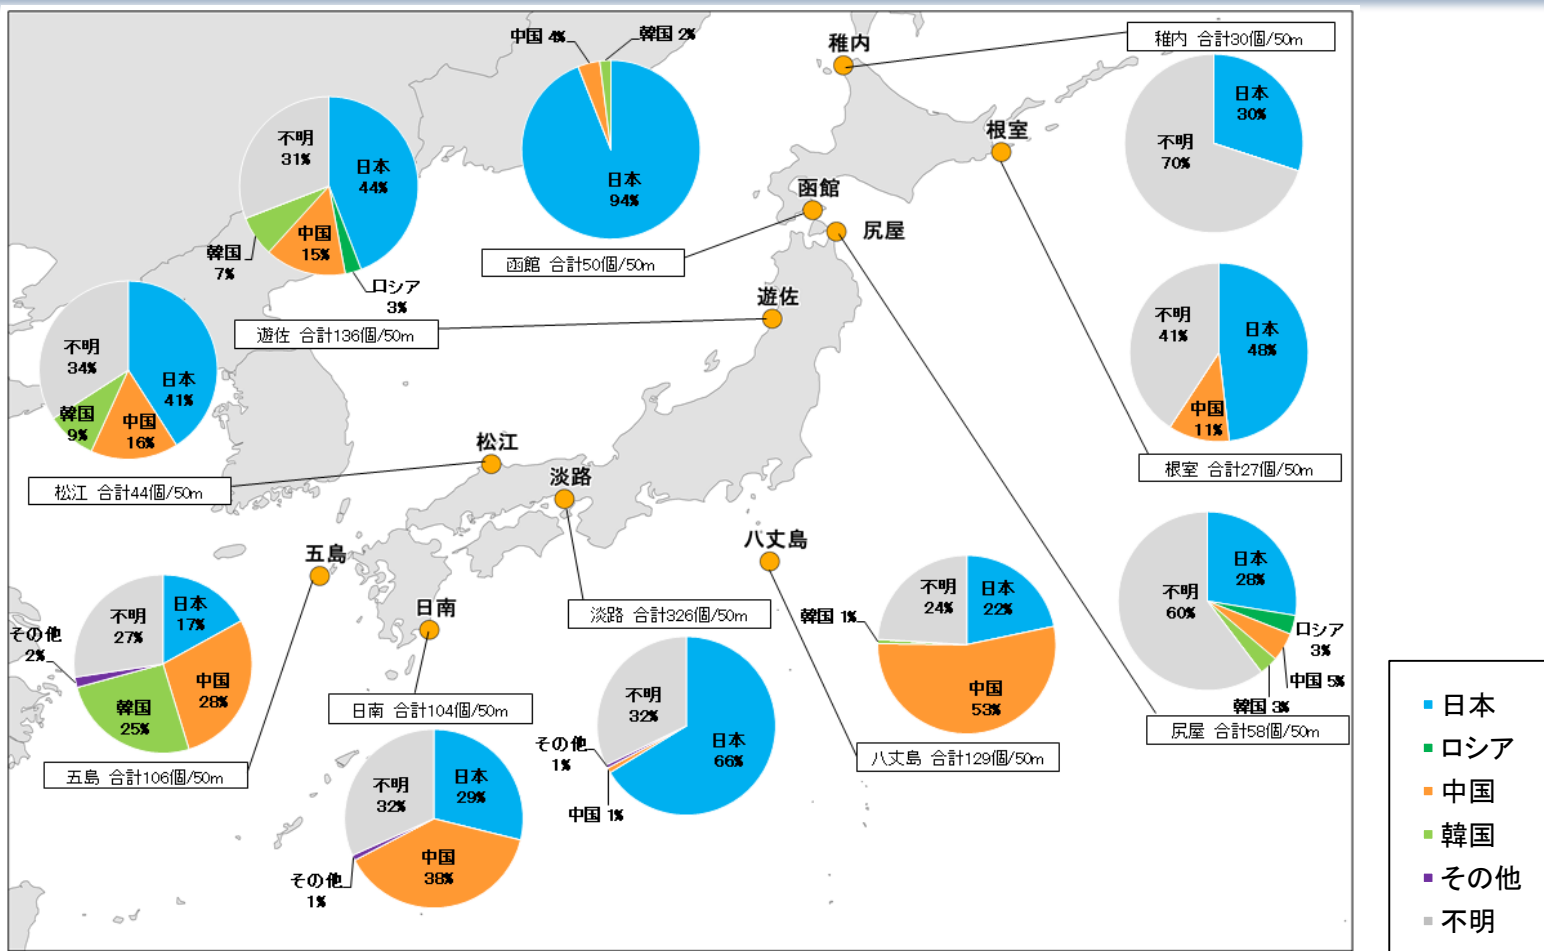 中国 4%
韓国 2%
日本
94%
函館 合計50個/50m
稚内
稚内 合計30個/50m
日本
30%
不明
70%
根室
函館
尻屋
遊佐
不明
31%
日本
44%
中国
15%
韓国
7%
ロシア
3%
遊佐 合計136個/50m
不明
41%
日本
48%
中国
11%
根室 合計27個/50m
不明
34%
日本
41%
韓国
9%
中国
16%
松江 合計44個/50m
松江
淡路
五島
日南
八丈島
日本
28%
不明
60%
ロシア
3%
中国 5%
韓国 3%
尻屋 合計58個/50m
不明
24%
日本
22%
韓国 1%
中国
53%
八丈島 合計129個/50m
淡路 合計326個/50m
不明
32%
日本
66%
その他
1%
中国 1%
不明
27%
日本
17%
その他
2%
韓国
25%
中国
28%
五島 合計106個/50m
日南 合計104個/50m
不明
32%
日本
29%
中国
38%
その他
1%
日本
ロシア
中国
韓国
その他
不明